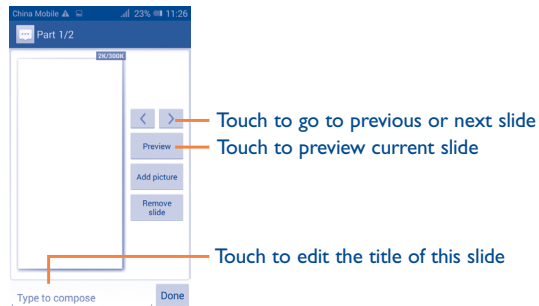 China Mobile 23% 11:26
Part 1/2
2K/300K
Touch to go to previous or next slide
Preview
Touch to preview current slide
Add picture
Remove
slide
Touch to edit the title of this slide
Type to compose
Done